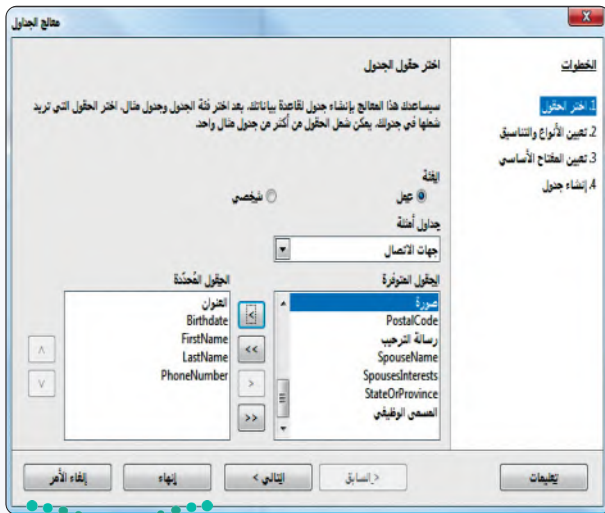 معالج الجداول
الخطوات
1. اختر الحقول
2. تعيين الأنواع والتناسيق
3. تعيين المفتاح الأساسي
4. إنشاء جدول
اختر حقول الجدول
سيساعدك هذا المعالج بإنشاء جدول لقاعدة بياناتك. بعد اختر فئة الجدول وجدول مثال، اختر الحقول التي تريد
شملها في جدولك. يمكن شمل الحقول من أكثر من جدول مثال واحد.
الفئة
عمل
شخصي
جداول أمثلة
جهات الاتصال
الحقول المتوفرة
صورة
PostalCode
رسالة الترحيب
SpouseName
SpousesInterests
StateOrProvince
المسمى الوظيفي
>
<<
>
>>
الحقول المُحدّدة
العنوان
Birthdate
FirstName
LastName
PhoneNumber
تعليمات
< السابق
التالي >
إنهاء
إلغاء الأمر